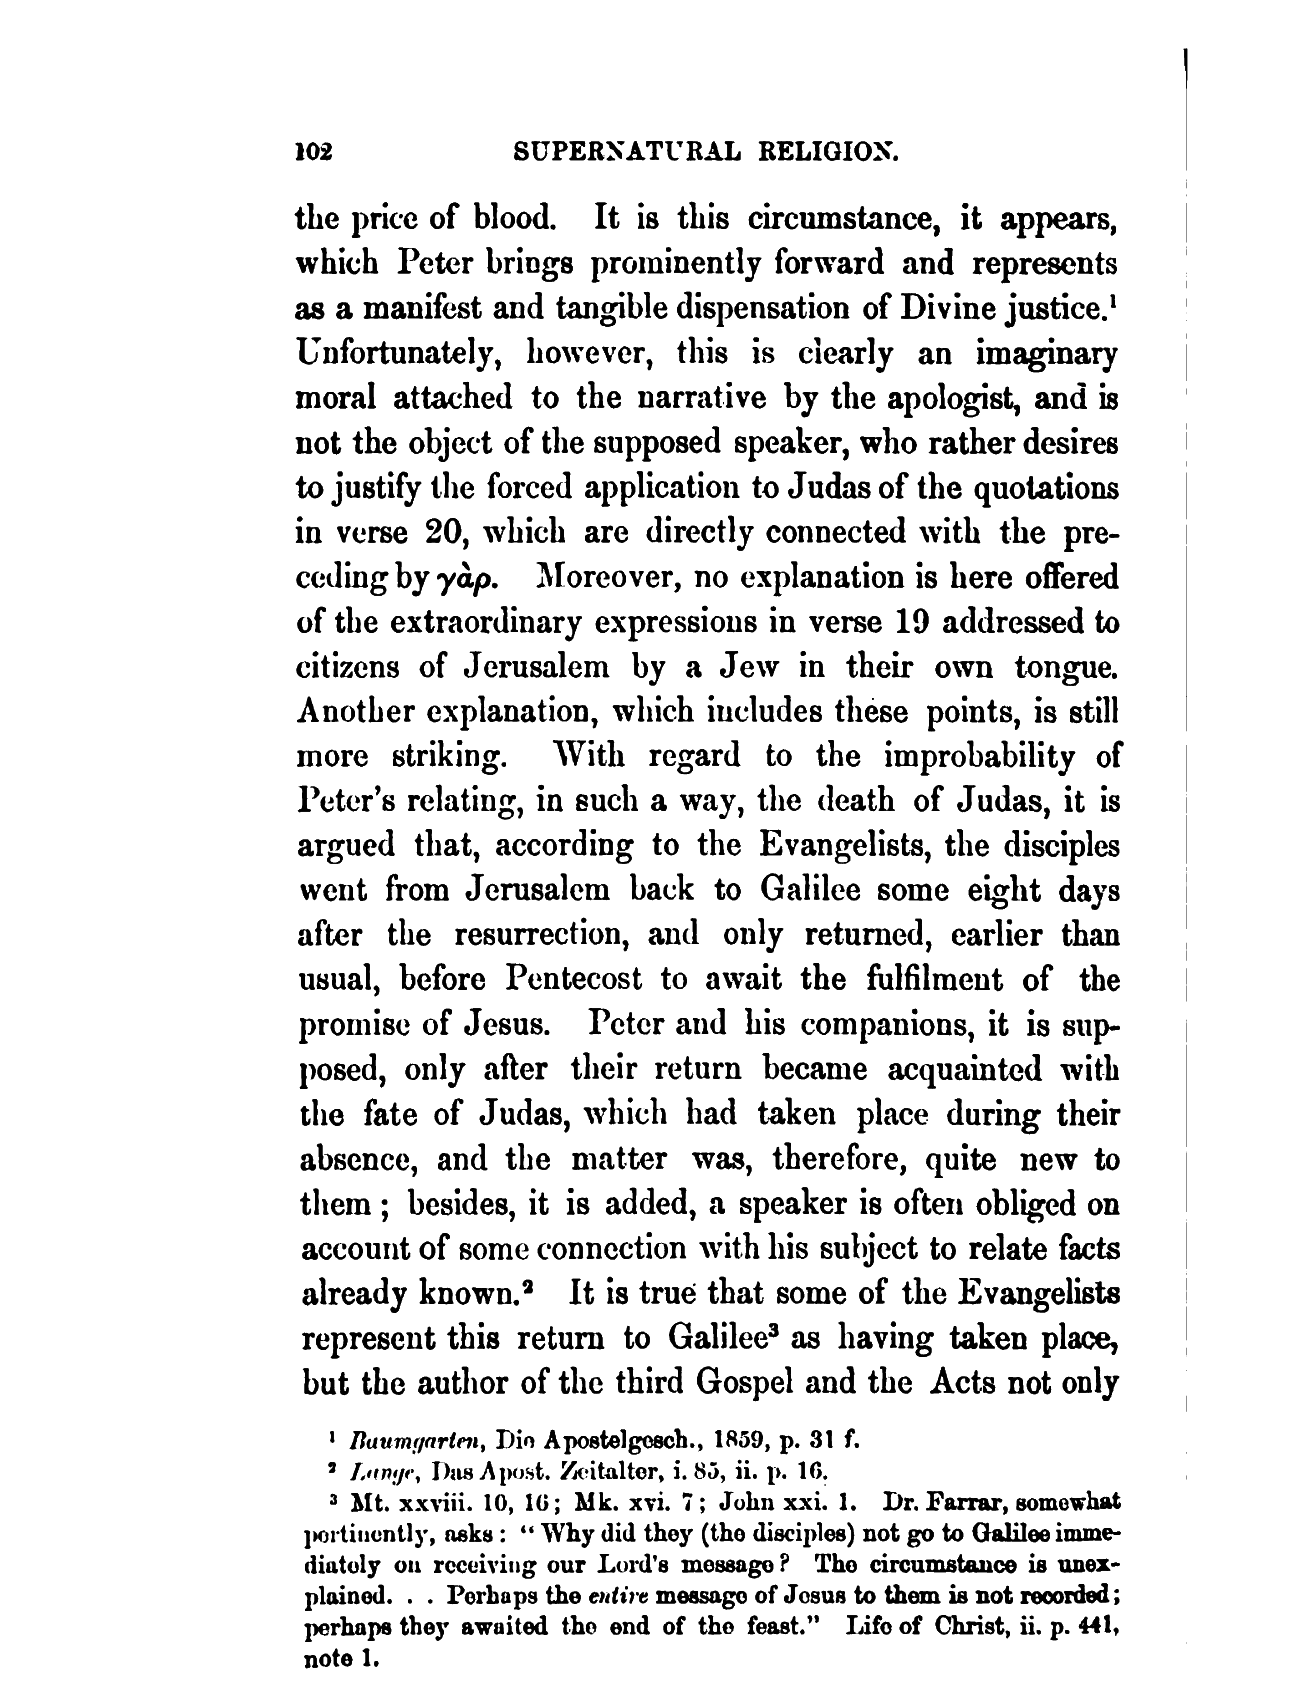 102 SUPERNATURAL RELIGION.
the price of blood. It is this circumstance, it appears,
which Peter brings prominently forward and represents
as a manifest and tangible dispensation of Divine justice.¹
Unfortunately, however, this is clearly an imaginary
moral attached to the narrative by the apologist, and is
not the object of the supposed speaker, who rather desires
to justify the forced application to Judas of the quotations
in verse 20, which are directly connected with the pre-
ceding by γὰρ. Moreover, no explanation is here offered
of the extraordinary expressions in verse 19 addressed to
citizens of Jerusalem by a Jew in their own tongue.
Another explanation, which includes these points, is still
more striking. With regard to the improbability of
Peter's relating, in such a way, the death of Judas, it is
argued that, according to the Evangelists, the disciples
went from Jerusalem back to Galilee some eight days
after the resurrection, and only returned, earlier than
usual, before Pentecost to await the fulfilment of the
promise of Jesus. Peter and his companions, it is sup-
posed, only after their return became acquainted with
the fate of Judas, which had taken place during their
absence, and the matter was, therefore, quite new to
them ; besides, it is added, a speaker is often obliged on
account of some connection with his subject to relate facts
already known.² It is true that some of the Evangelists
represent this return to Galilee³ as having taken place,
but the author of the third Gospel and the Acts not only
¹ Baumgarten, Die Apostelgesch., 1859, p. 31 f.
² Lange, Das Apost. Zeitalter, i. 85, ii. p. 16.
³ Mt. xxviii. 10, 16; Mk. xvi. 7; John xxi. 1. Dr. Farrar, somewhat
pertinently, asks: "Why did they (the disciples) not go to Galilee imme-
diately on receiving our Lord's message? The circumstance is unex-
plained. . . Perhaps the entire message of Jesus to them is not recorded;
perhaps they awaited the end of the feast." Life of Christ, ii. p. 441,
note 1.